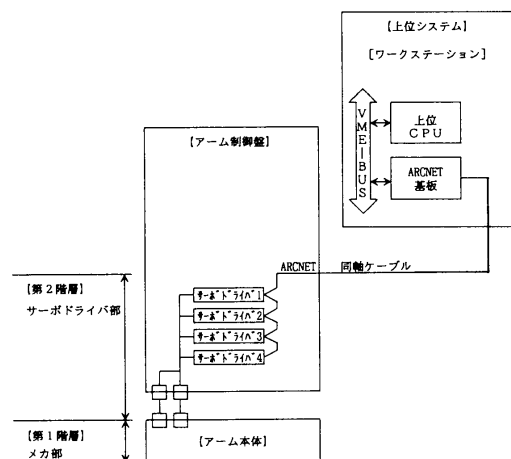 【上位システム】
[ワークステーション]
VME-BUS
上位
CPU
ARCNET
基板
【アーム制御盤】
ARCNET 同軸ケーブル
【第2階層】
サーボドライバ部
サーボドライバ1
サーボドライバ2
サーボドライバ3
サーボドライバ4
【第1階層】
メカ部
【アーム本体】